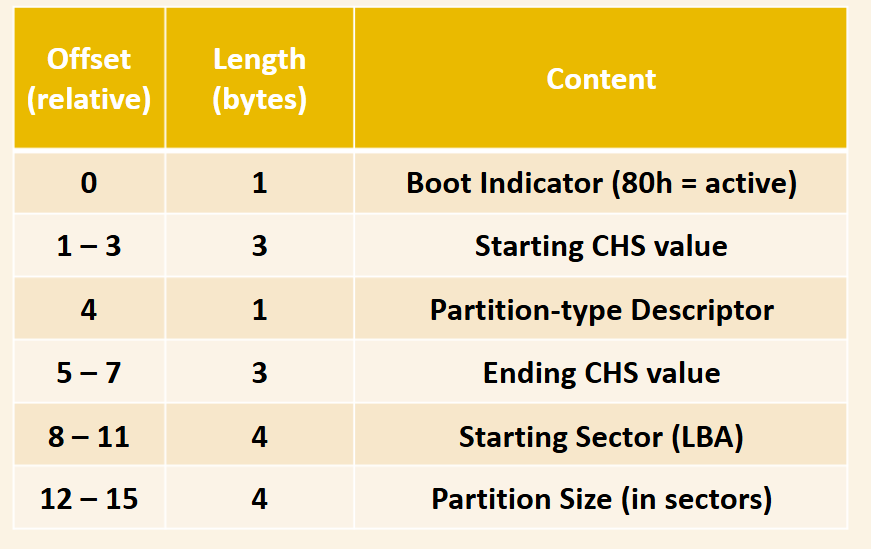 Offset (relative) Length (bytes) Content
0 1 Boot Indicator (80h = active)
1 – 3 3 Starting CHS value
4 1 Partition-type Descriptor
5 – 7 3 Ending CHS value
8 – 11 4 Starting Sector (LBA)
12 – 15 4 Partition Size (in sectors)